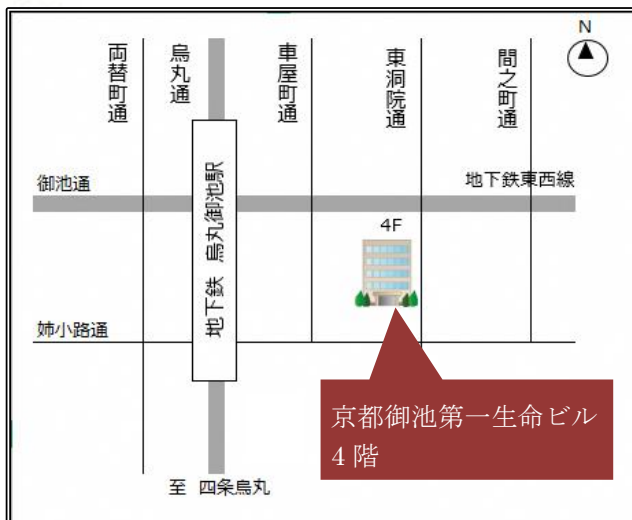 N
両替町通
烏丸通
車屋町通
東洞院通
間之町通
御池通
地下鉄東西線
地下鉄 烏丸御池駅
4F
姉小路通
京都御池第一生命ビル
4階
至 四条烏丸